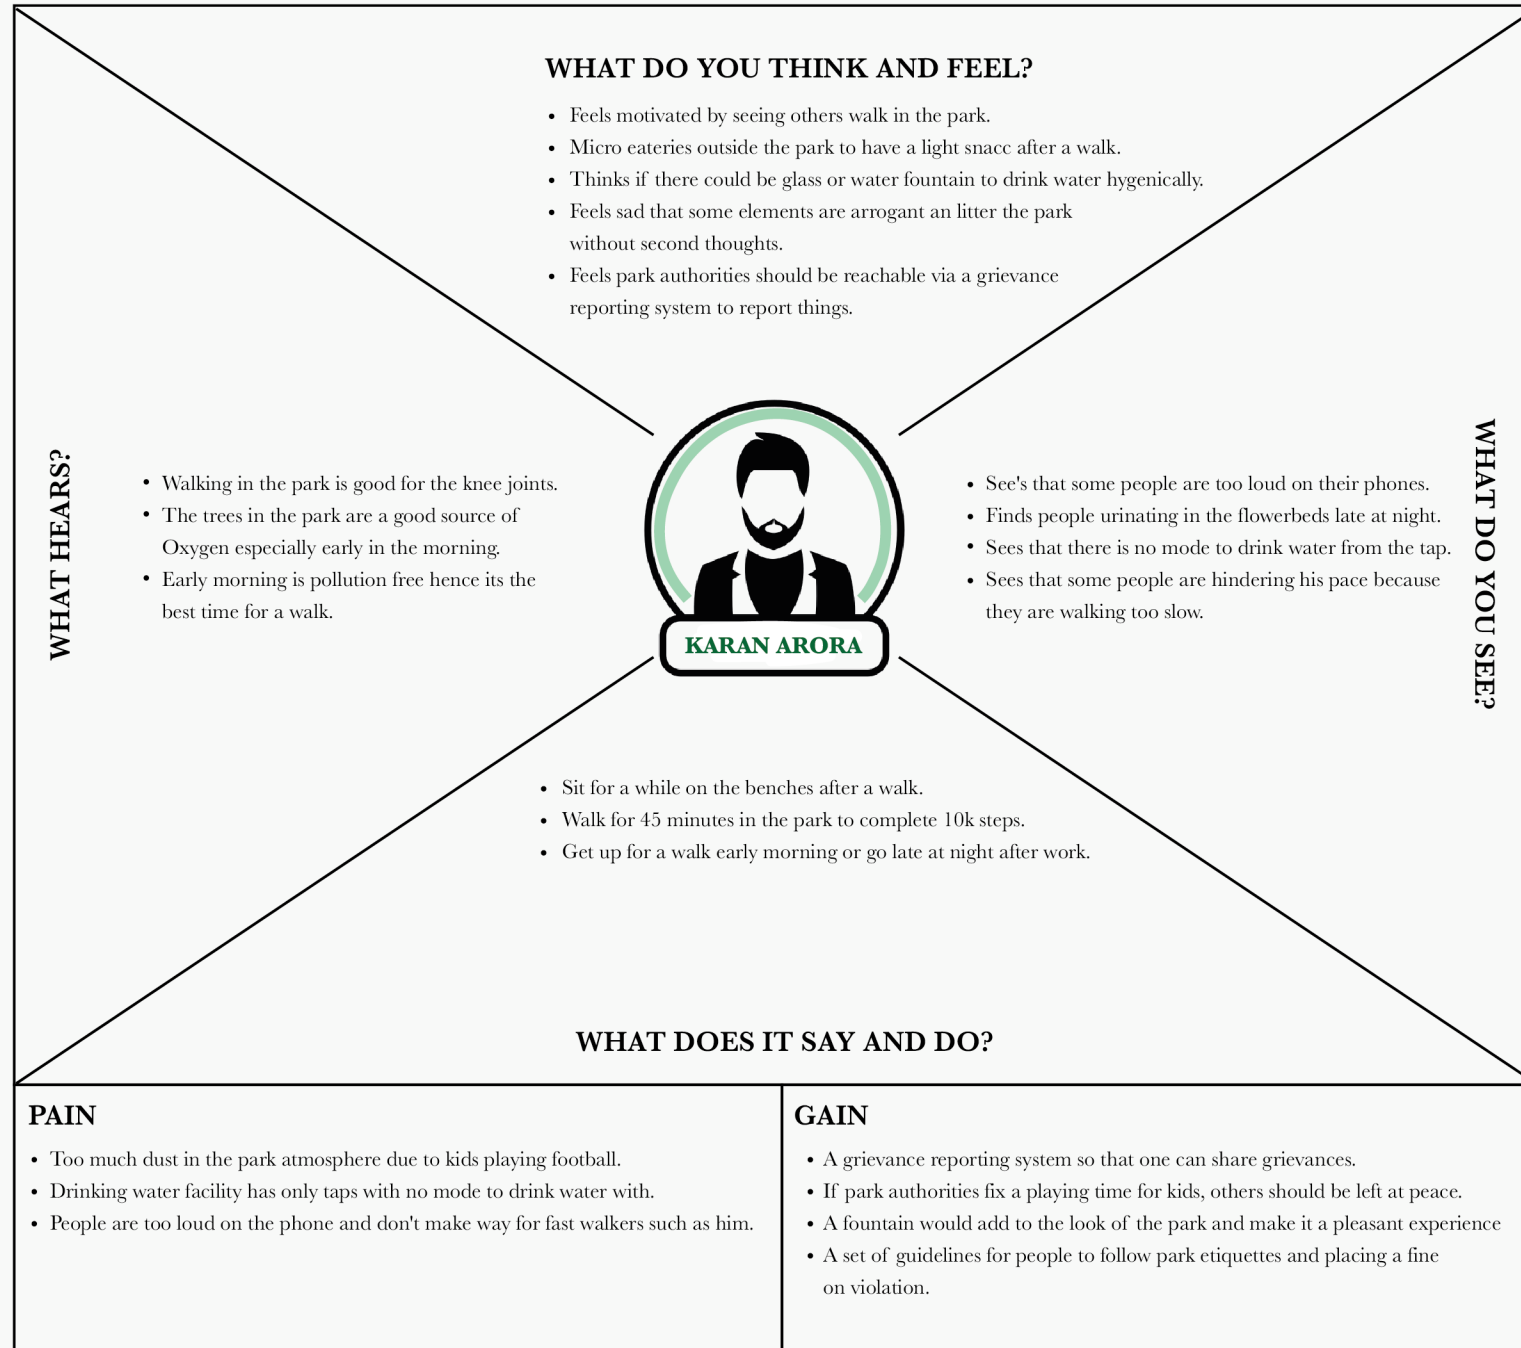 WHAT DO YOU THINK AND FEEL?
• Feels motivated by seeing others walk in the park.
• Micro eateries outside the park to have a light snacc after a walk.
• Thinks if there could be glass or water fountain to drink water hygenically.
• Feels sad that some elements are arrogant an litter the park
without second thoughts.
• Feels park authorities should be reachable via a grievance
reporting system to report things.
WHAT HEARS?
• Walking in the park is good for the knee joints.
• The trees in the park are a good source of
Oxygen especially early in the morning.
• Early morning is pollution free hence its the
best time for a walk.
KARAN ARORA
• See's that some people are too loud on their phones.
• Finds people urinating in the flowerbeds late at night.
• Sees that there is no mode to drink water from the tap.
• Sees that some people are hindering his pace because
they are walking too slow.
WHAT DO YOU SEE?
• Sit for a while on the benches after a walk.
• Walk for 45 minutes in the park to complete 10k steps.
• Get up for a walk early morning or go late at night after work.
WHAT DOES IT SAY AND DO?
PAIN
• Too much dust in the park atmosphere due to kids playing football.
• Drinking water facility has only taps with no mode to drink water with.
• People are too loud on the phone and don't make way for fast walkers such as him.
GAIN
• A grievance reporting system so that one can share grievances.
• If park authorities fix a playing time for kids, others should be left at peace.
• A fountain would add to the look of the park and make it a pleasant experience
• A set of guidelines for people to follow park etiquettes and placing a fine
on violation.